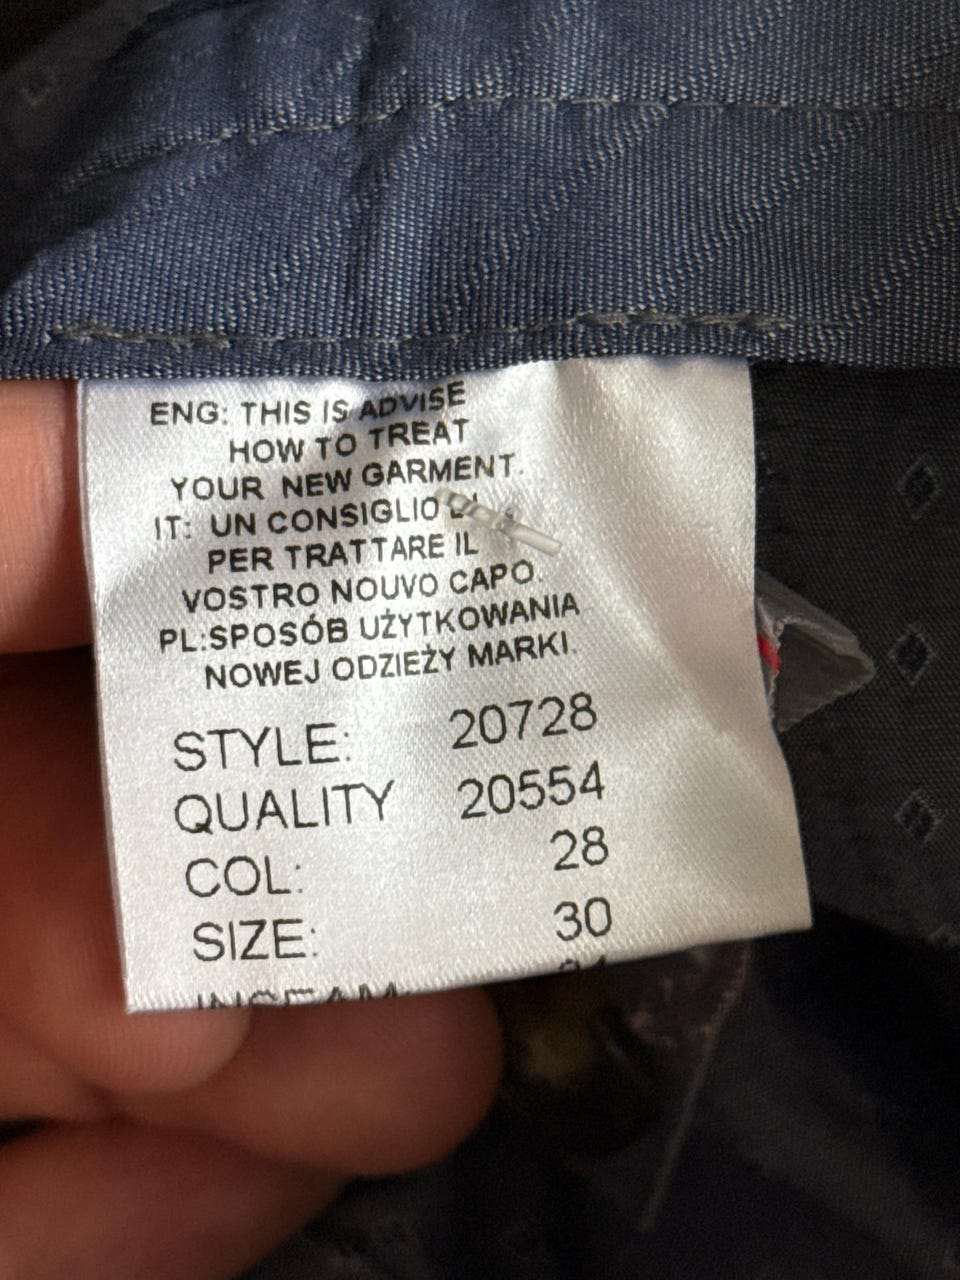 ENG: THIS IS ADVISE
HOW TO TREAT
YOUR NEW GARMENT.
IT: UN CONSIGLIO
PER TRATTARE IL
VOSTRO NOUVO CAPO.
PL:SPOSÓB UŻYTKOWANIA
NOWEJ ODZIEŻY MARKI.
STYLE: 20728
QUALITY 20554
COL: 28
SIZE: 30
INSEAM